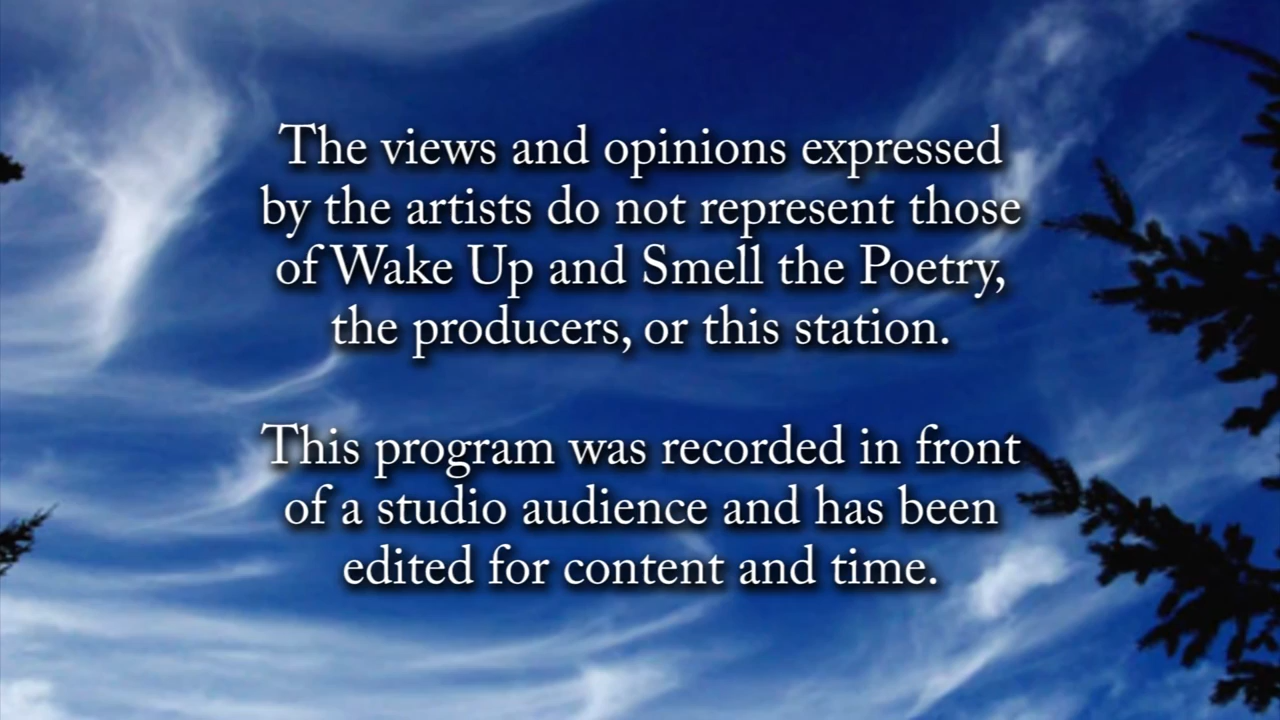 The views and opinions expressed
by the artists do not represent those
of Wake Up and Smell the Poetry,
the producers, or this station.
This program was recorded in front
of a studio audience and has been
edited for content and time.